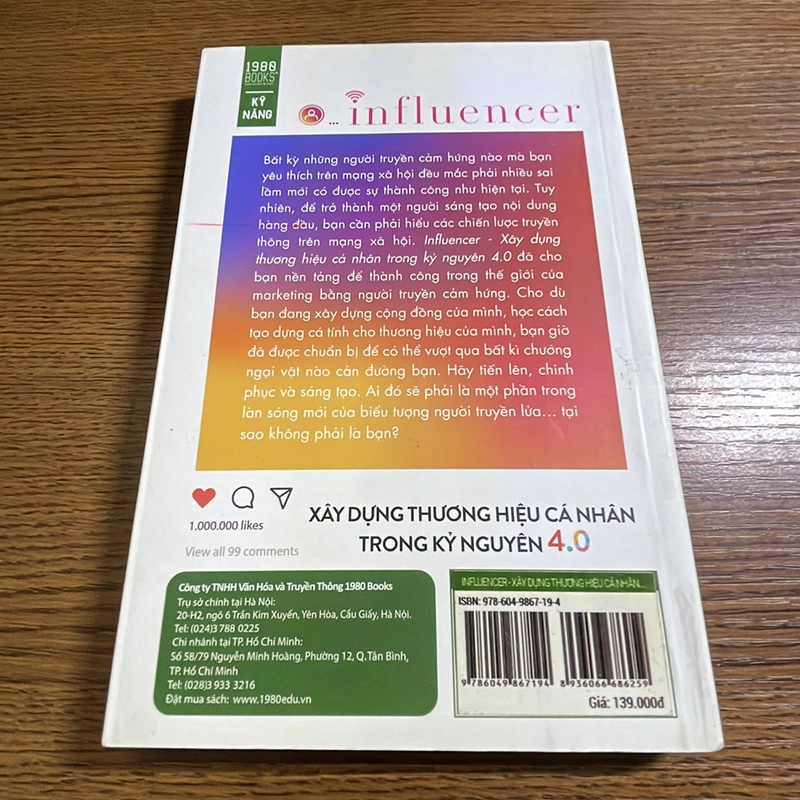 1980
BOOKS
KỸ
NĂNG
... influencer
Bất kỳ những người truyền cảm hứng nào mà bạn
yêu thích trên mạng xã hội đều mắc phải nhiều sai
lầm mới có được sự thành công như hiện tại. Tuy
nhiên, để trở thành một người sáng tạo nội dung
hàng đầu, bạn cần phải hiểu các chiến lược truyền
thông trên mạng xã hội. Influencer - Xây dựng
thương hiệu cá nhân trong kỷ nguyên 4.0 đã cho
bạn nền tảng để thành công trong thế giới của
marketing bằng người truyền cảm hứng. Cho dù
bạn đang xây dựng cộng đồng của mình, học cách
tạo dựng cá tính cho thương hiệu của mình, bạn giờ
đã được chuẩn bị để có thể vượt qua bất kì chướng
ngại vật nào cản đường bạn. Hãy tiến lên, chinh
phục và sáng tạo. Ai đó sẽ phải là một phần trong
làn sóng mới của biểu tượng người truyền lửa... tại
sao không phải là bạn?
1.000.000 likes
View all 99 comments
XÂY DỰNG THƯƠNG HIỆU CÁ NHÂN
TRONG KỶ NGUYÊN 4.0
Công ty TNHH Văn Hóa và Truyền Thông 1980 Books
Trụ sở chính tại Hà Nội:
20-H2, ngõ 6 Trần Kim Xuyến, Yên Hòa, Cầu Giấy, Hà Nội.
Tel: (024)3 788 0225
Chi nhánh tại TP. Hồ Chí Minh:
Số 58/79 Nguyễn Minh Hoàng, Phường 12, Q.Tân Bình,
TP. Hồ Chí Minh
Tel: (028)3 933 3216
Đặt mua sách: www.1980edu.vn
INFLUENCER - XÂY DỰNG THƯƠNG HIỆU CÁ NHÂN...
ISBN: 978-604-9867-19-4
9 786049 867194
8 936066 686259
Giá: 139.000đ